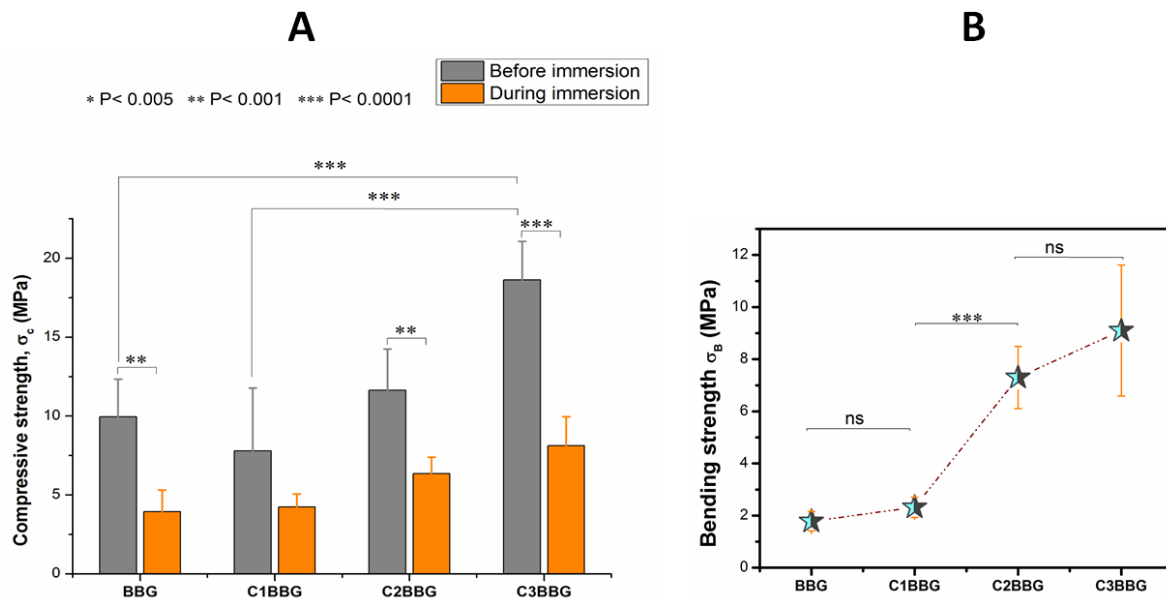 A
Before immersion
During immersion
* P< 0.005 ** P< 0.001 *** P< 0.0001
***
***
***
**
**
Compressive strength, σc (MPa)
20
15
10
5
0
BBG C1BBG C2BBG C3BBG
B
12
10
8
6
4
2
0
Bending strength σB (MPa)
ns
***
ns
BBG C1BBG C2BBG C3BBG